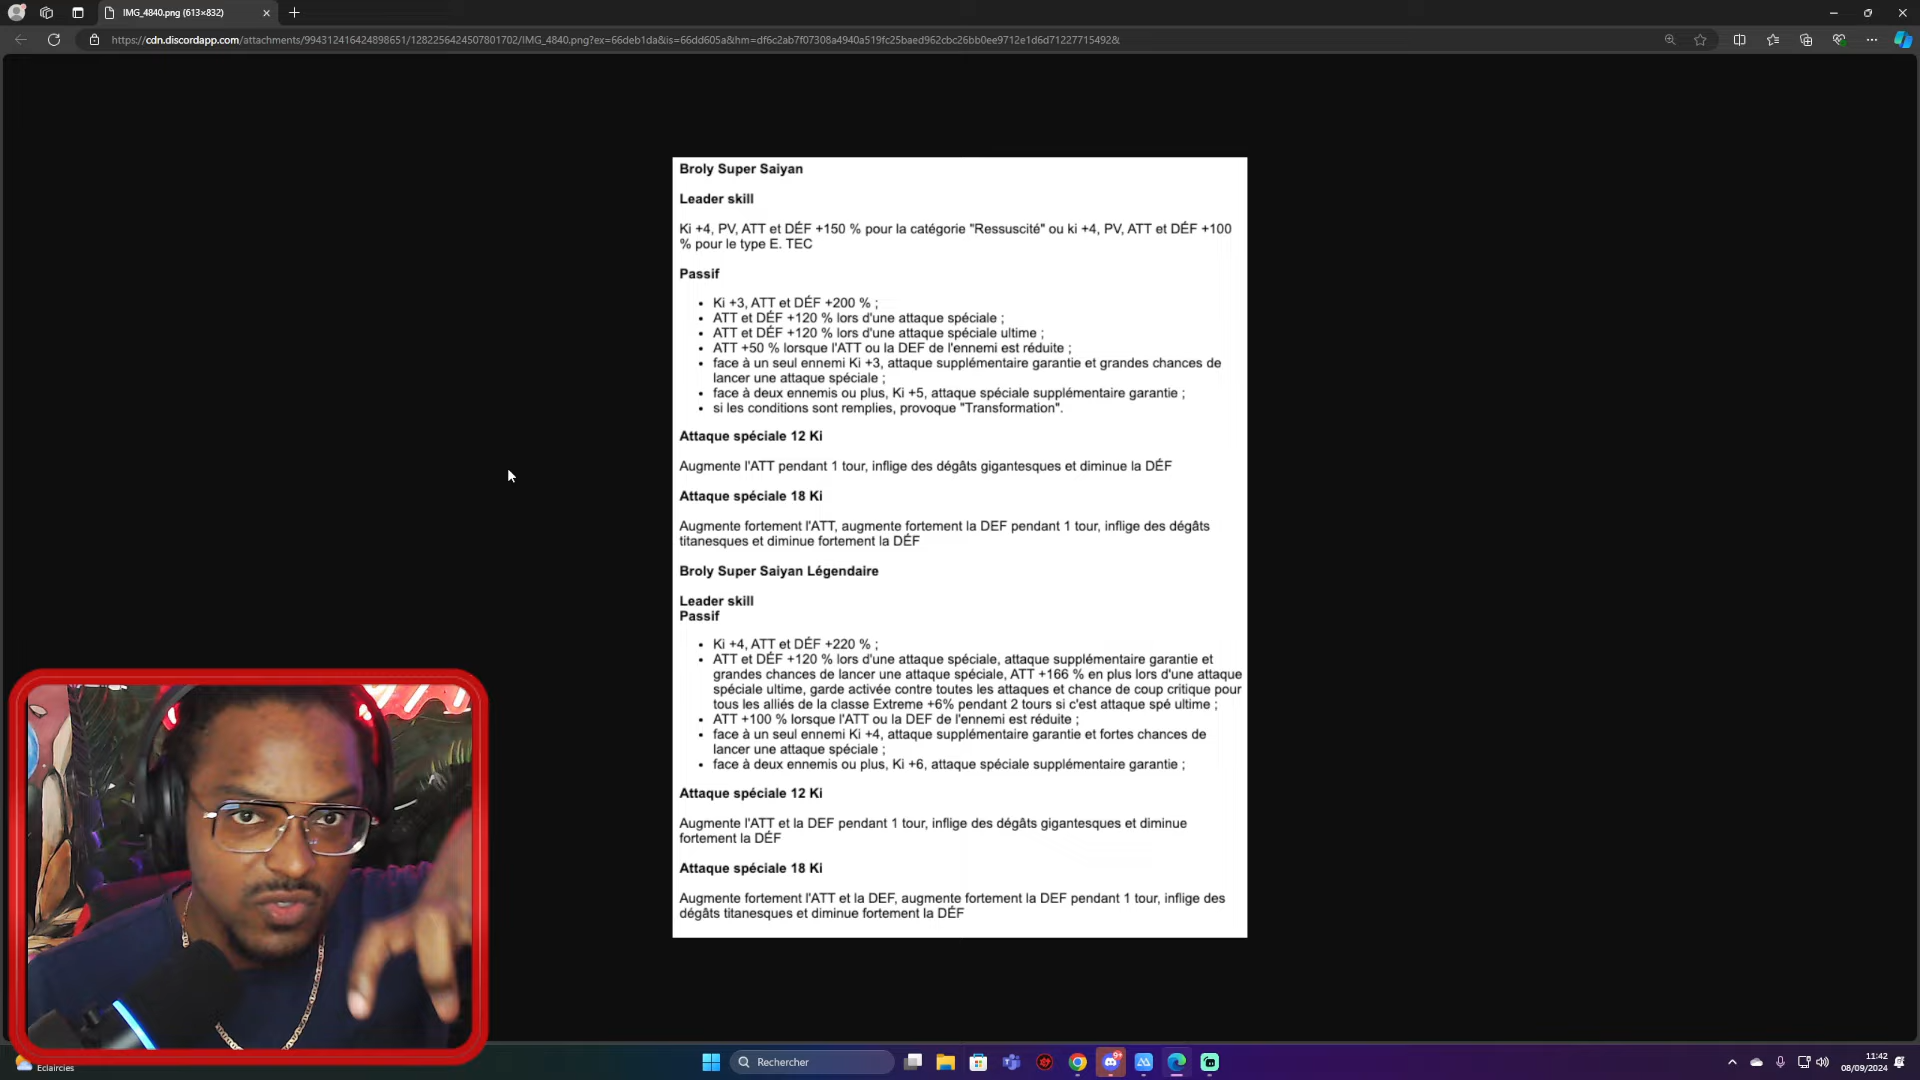 IMG_4840.png (613×832)
https://cdn.discordapp.com/attachments/994312416424898651/1282256424507801702/IMG_4840.png?ex=66deb1da&is=66dd605a&hm=df6c2ab7f07308a4940a519fc25baed962cbc26bb0ee9712e1d6d71227715492&
Broly Super Saiyan
Leader skill
Ki +4, PV, ATT et DÉF +150 % pour la catégorie "Ressuscité" ou ki +4, PV, ATT et DÉF +100
% pour le type E. TEC
Passif
• Ki +3, ATT et DÉF +200 % ;
• ATT et DÉF +120 % lors d'une attaque spéciale ;
• ATT et DÉF +120 % lors d'une attaque spéciale ultime ;
• ATT +50 % lorsque l'ATT ou la DEF de l'ennemi est réduite ;
• face à un seul ennemi Ki +3, attaque supplémentaire garantie et grandes chances de
lancer une attaque spéciale ;
• face à deux ennemis ou plus, Ki +5, attaque spéciale supplémentaire garantie ;
• si les conditions sont remplies, provoque "Transformation".
Attaque spéciale 12 Ki
Augmente l'ATT pendant 1 tour, inflige des dégâts gigantesques et diminue la DÉF
Attaque spéciale 18 Ki
Augmente fortement l'ATT, augmente fortement la DEF pendant 1 tour, inflige des dégâts
titanesques et diminue fortement la DÉF
Broly Super Saiyan Légendaire
Leader skill
Passif
• Ki +4, ATT et DÉF +220 % ;
• ATT et DÉF +120 % lors d'une attaque spéciale, attaque supplémentaire garantie et
grandes chances de lancer une attaque spéciale, ATT +166 % en plus lors d'une attaque
spéciale ultime, garde activée contre toutes les attaques et chance de coup critique pour
tous les alliés de la classe Extreme +6% pendant 2 tours si c'est attaque spé ultime ;
• ATT +100 % lorsque l'ATT ou la DEF de l'ennemi est réduite ;
• face à un seul ennemi Ki +4, attaque supplémentaire garantie et fortes chances de
lancer une attaque spéciale ;
• face à deux ennemis ou plus, Ki +6, attaque spéciale supplémentaire garantie ;
Attaque spéciale 12 Ki
Augmente l'ATT et la DEF pendant 1 tour, inflige des dégâts gigantesques et diminue
fortement la DÉF
Attaque spéciale 18 Ki
Augmente fortement l'ATT et la DEF, augmente fortement la DEF pendant 1 tour, inflige des
dégâts titanesques et diminue fortement la DÉF
Eclaircies
Rechercher
9+
11:42
08/09/2024